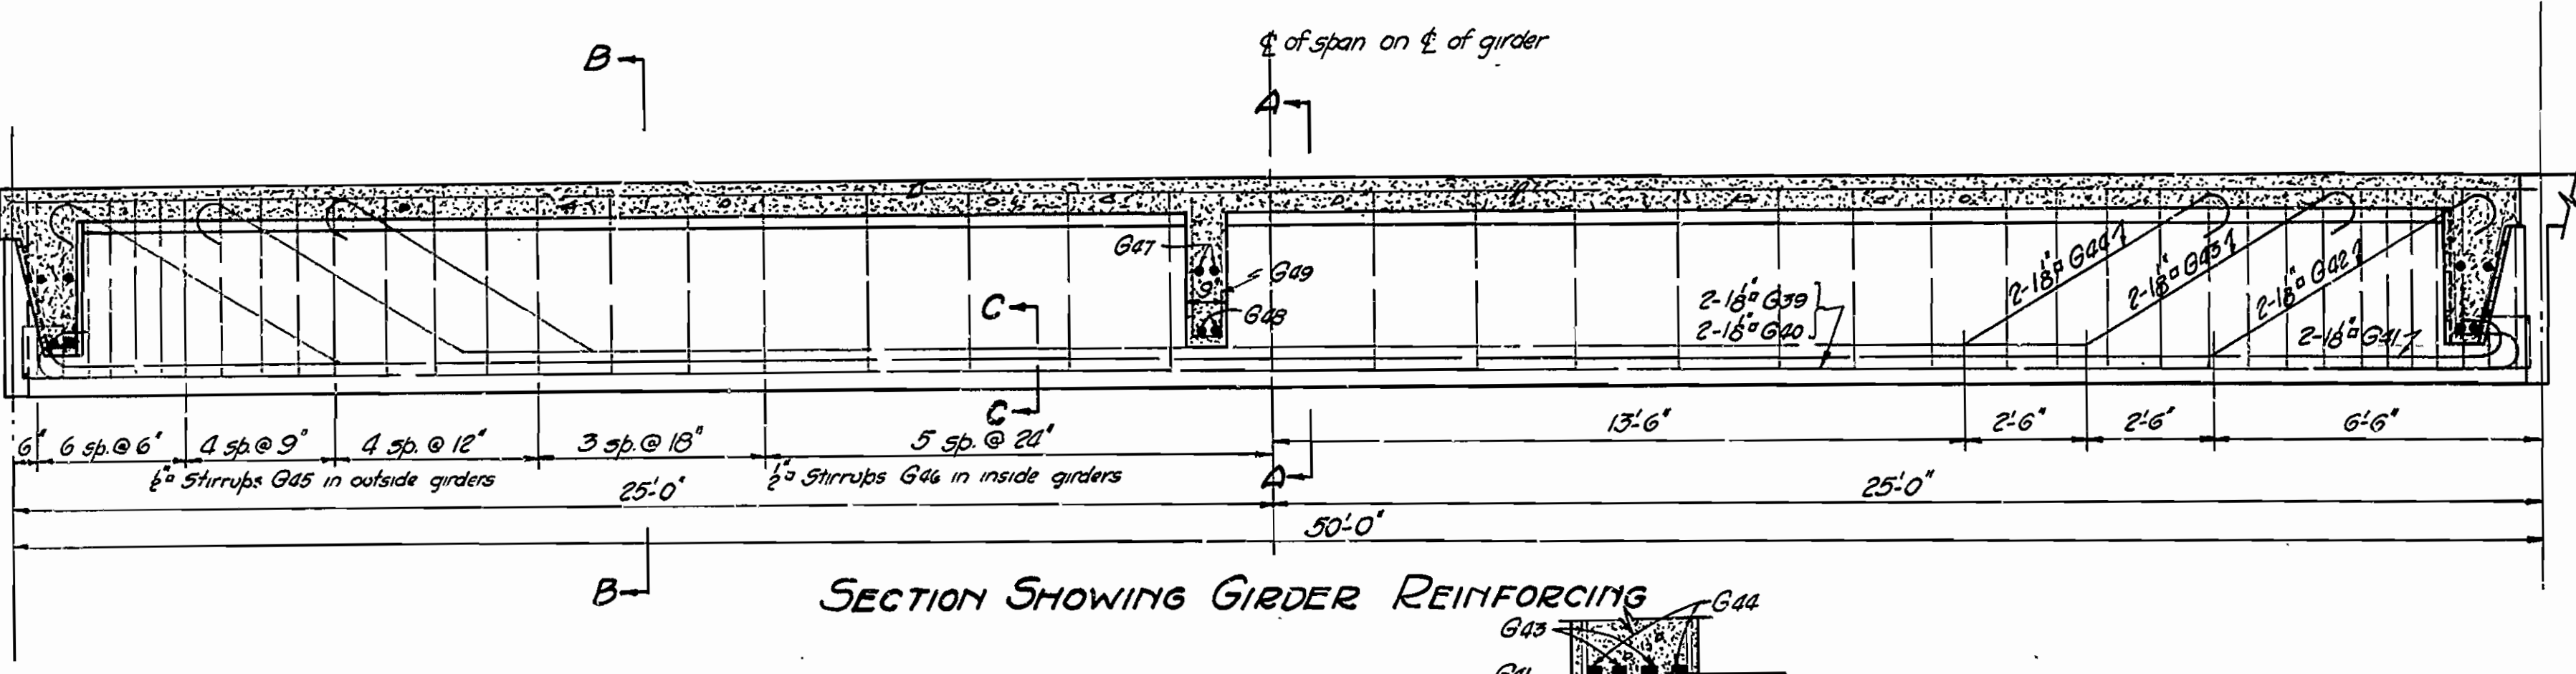 ℄ of span on ℄ of girder
B
A
G47
G49
9"
G48
C
2-1⅛"□ G39
2-1⅛"□ G40
2-1⅛"□ G44
2-1⅛"□ G43
2-1⅛"□ G42
2-1⅛"□ G41
C
6" 6 sp.@ 6" 4 sp.@ 9" 4 sp. @ 12" 3 sp.@ 18" 5 sp.@ 24" 13'-6" 2'-6" 2'-6" 6'-6"
½"□ Stirrups G45 in outside girders ½"□ Stirrups G46 in inside girders A
25'-0" 25'-0"
50'-0"
B
SECTION SHOWING GIRDER REINFORCING
G44
G43